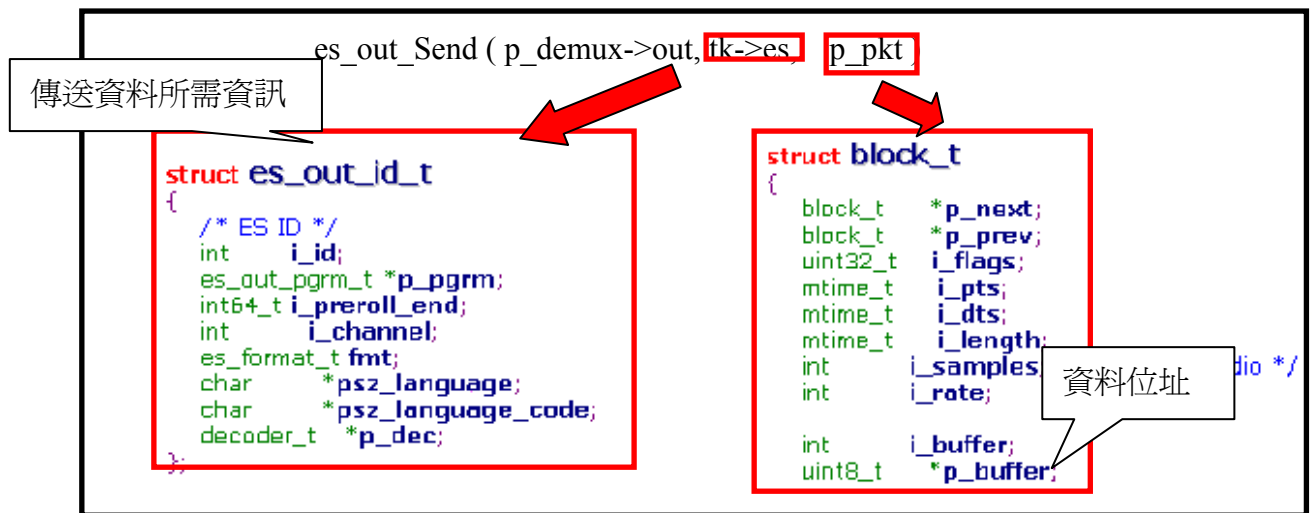 es_out_Send ( p_demux->out, tk->es, p_pkt )
傳送資料所需資訊
struct es_out_id_t
{
/* ES ID */
int i_id;
es_out_pgrm_t *p_pgrm;
int64_t i_preroll_end;
int i_channel;
es_format_t fmt;
char *psz_language;
char *psz_language_code;
decoder_t *p_dec;
};
struct block_t
{
block_t *p_next;
block_t *p_prev;
uint32_t i_flags;
mtime_t i_pts;
mtime_t i_dts;
mtime_t i_length;
int i_samples; dio */
int i_rate;
int i_buffer;
uint8_t *p_buffer;
資料位址